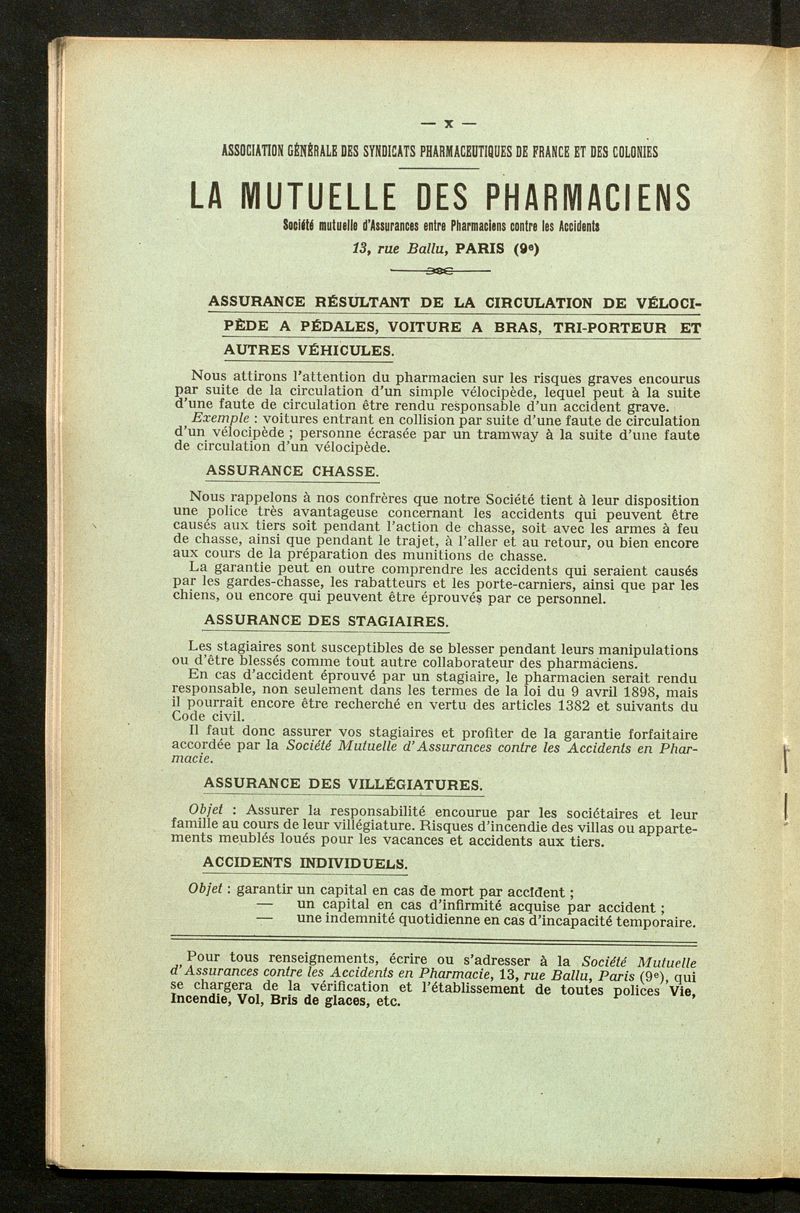 — X —
ASSOCIATION GÉNÉRALE DES SYNDICATS PHARMACEUTIQUES DE FRANCE ET DES COLONIES
LA MUTUELLE DES PHARMACIENS
Société mutuelle d'Assurances entre Pharmaciens contre les Accidents
13, rue Ballu, PARIS (9e)
ASSURANCE RÉSULTANT DE LA CIRCULATION DE VÉLOCI-
PÈDE A PÉDALES, VOITURE A BRAS, TRI-PORTEUR ET
AUTRES VÉHICULES.
Nous attirons l'attention du pharmacien sur les risques graves encourus
par suite de la circulation d'un simple vélocipède, lequel peut à la suite
d'une faute de circulation être rendu responsable d'un accident grave.
Exemple : voitures entrant en collision par suite d'une faute de circulation
d'un vélocipède ; personne écrasée par un tramway à la suite d'une faute
de circulation d'un vélocipède.
ASSURANCE CHASSE.
Nous rappelons à nos confrères que notre Société tient à leur disposition
une police très avantageuse concernant les accidents qui peuvent être
causés aux tiers soit pendant l'action de chasse, soit avec les armes à feu
de chasse, ainsi que pendant le trajet, à l'aller et au retour, ou bien encore
aux cours de la préparation des munitions de chasse.
La garantie peut en outre comprendre les accidents qui seraient causés
par les gardes-chasse, les rabatteurs et les porte-carniers, ainsi que par les
chiens, ou encore qui peuvent être éprouvés par ce personnel.
ASSURANCE DES STAGIAIRES.
Les stagiaires sont susceptibles de se blesser pendant leurs manipulations
ou d'être blessés comme tout autre collaborateur des pharmaciens.
En cas d'accident éprouvé par un stagiaire, le pharmacien serait rendu
responsable, non seulement dans les termes de la loi du 9 avril 1898, mais
il pourrait encore être recherché en vertu des articles 1382 et suivants du
Code civil.
Il faut donc assurer vos stagiaires et profiter de la garantie forfaitaire
accordée par la Société Mutuelle d'Assurances contre les Accidents en Phar-
macie.
ASSURANCE DES VILLÉGIATURES.
Objet : Assurer la responsabilité encourue par les sociétaires et leur
famille au cours de leur villégiature. Risques d'incendie des villas ou apparte-
ments meublés loués pour les vacances et accidents aux tiers.
ACCIDENTS INDIVIDUELS.
Objet : garantir un capital en cas de mort par accident ;
— un capital en cas d'infirmité acquise par accident ;
— une indemnité quotidienne en cas d'incapacité temporaire.
Pour tous renseignements, écrire ou s'adresser à la Société Mutuelle
d'Assurances contre les Accidents en Pharmacie, 13, rue Ballu, Paris (9e), qui
se chargera de la vérification et l'établissement de toutes polices Vie,
Incendie, Vol, Bris de glaces, etc.